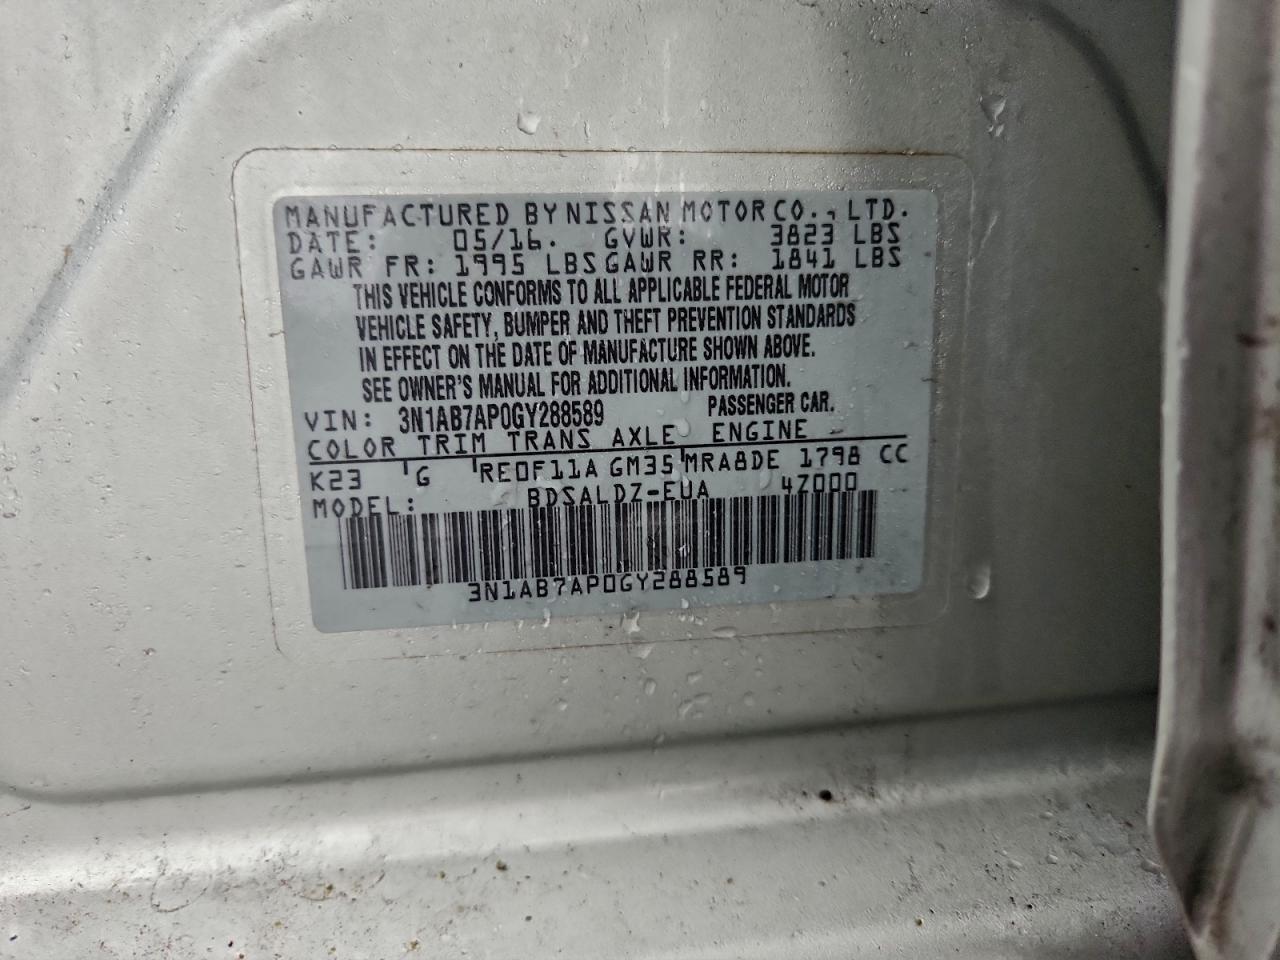 MANUFACTURED BY NISSAN MOTOR CO., LTD.
DATE: 05/16. GVWR: 3823 LBS
GAWR FR: 1995 LBS GAWR RR: 1841 LBS
THIS VEHICLE CONFORMS TO ALL APPLICABLE FEDERAL MOTOR
VEHICLE SAFETY, BUMPER AND THEFT PREVENTION STANDARDS
IN EFFECT ON THE DATE OF MANUFACTURE SHOWN ABOVE.
SEE OWNER'S MANUAL FOR ADDITIONAL INFORMATION.
VIN: 3N1AB7AP0GY288589 PASSENGER CAR.
COLOR TRIM TRANS AXLE ENGINE
K23 G RE0F11A GM35 MRA8DE 1798 CC
MODEL: BDSALDZ-EUA 4Z000
3N1AB7AP0GY288589